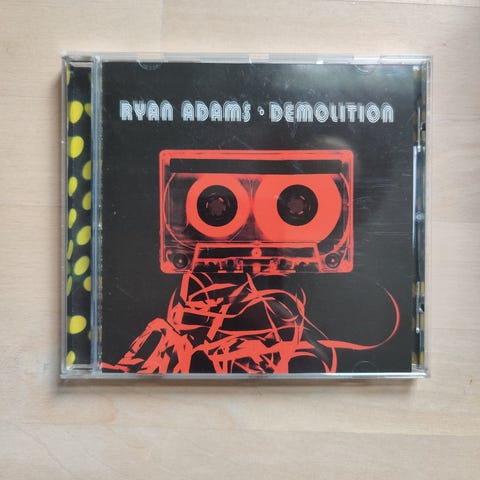 RYAN ADAMS • DEMOLITION